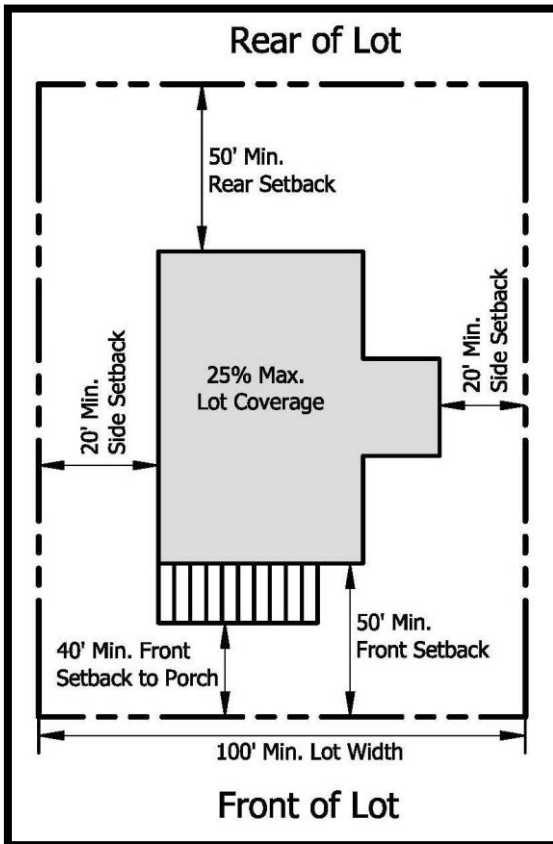 Rear of Lot
50' Min.
Rear Setback
25% Max.
Lot Coverage
20' Min.
Side Setback
20' Min.
Side Setback
40' Min. Front
Setback to Porch
50' Min.
Front Setback
100' Min. Lot Width
Front of Lot